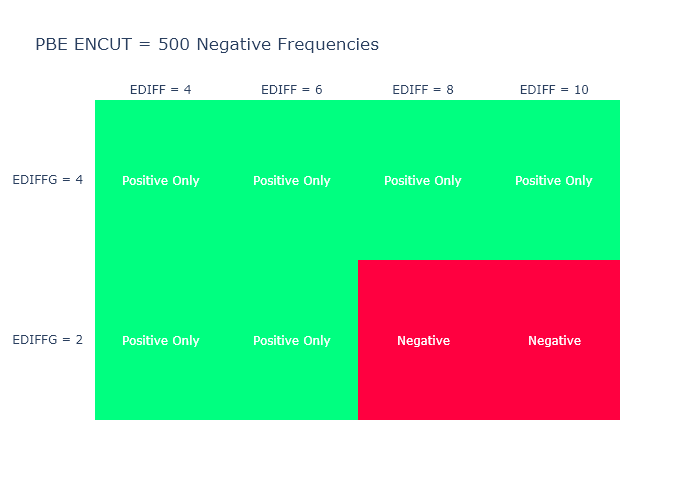 PBE ENCUT = 500 Negative Frequencies
EDIFF = 4 EDIFF = 6 EDIFF = 8 EDIFF = 10
EDIFFG = 4 Positive Only Positive Only Positive Only Positive Only
EDIFFG = 2 Positive Only Positive Only Negative Negative